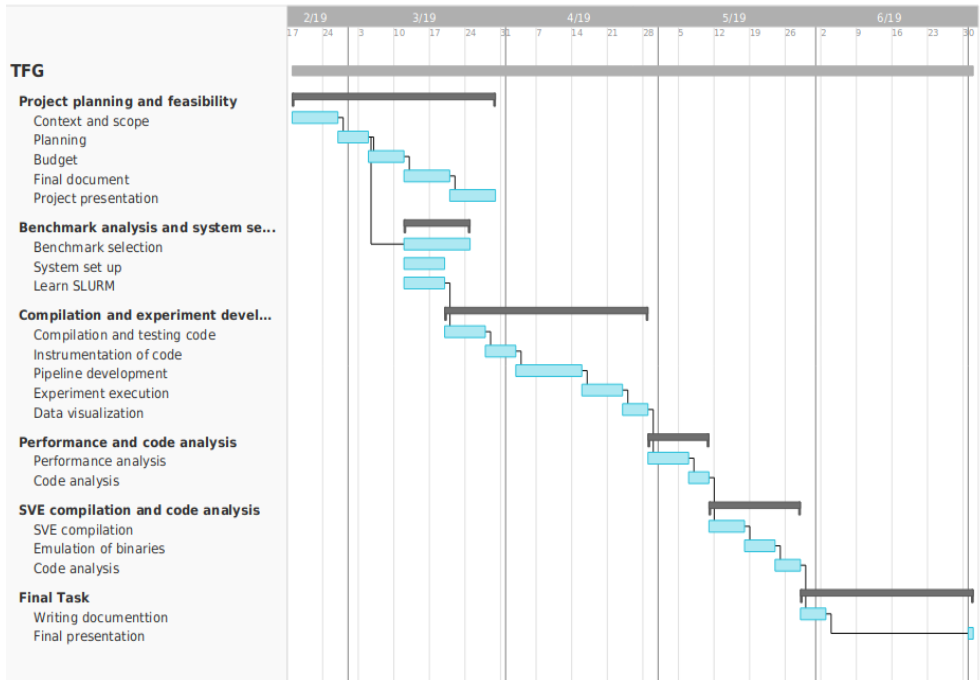 2/19 3/19 4/19 5/19 6/19
17 24 3 10 17 24 31 7 14 21 28 5 12 19 26 2 9 16 23 30
TFG
Project planning and feasibility
Context and scope
Planning
Budget
Final document
Project presentation
Benchmark analysis and system se...
Benchmark selection
System set up
Learn SLURM
Compilation and experiment devel...
Compilation and testing code
Instrumentation of code
Pipeline development
Experiment execution
Data visualization
Performance and code analysis
Performance analysis
Code analysis
SVE compilation and code analysis
SVE compilation
Emulation of binaries
Code analysis
Final Task
Writing documenttion
Final presentation